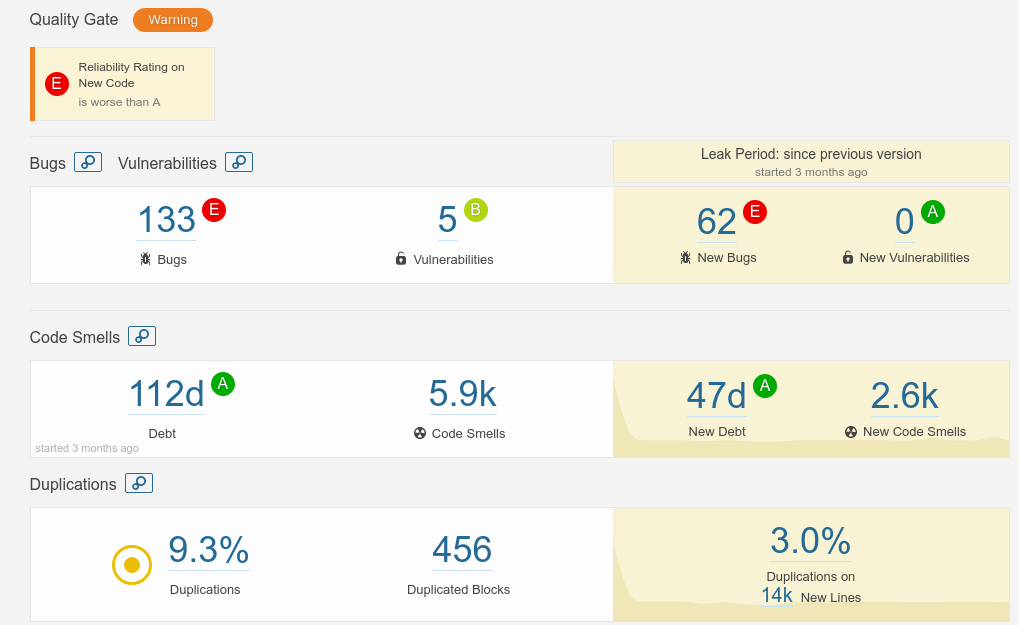 Quality Gate Warning
E Reliability Rating on
New Code
is worse than A
Bugs Vulnerabilities
Leak Period: since previous version
started 3 months ago
133 E 5 B 62 E 0 A
Bugs Vulnerabilities New Bugs New Vulnerabilities
Code Smells
112d A 5.9k 47d A 2.6k
Debt Code Smells New Debt New Code Smells
started 3 months ago
Duplications
9.3% 456 3.0%
Duplications Duplicated Blocks Duplications on
14k New Lines